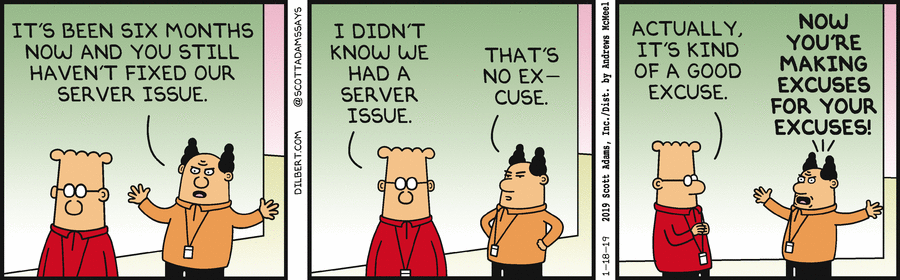 IT'S BEEN SIX MONTHS
NOW AND YOU STILL
HAVEN'T FIXED OUR
SERVER ISSUE.
DILBERT.COM @SCOTTADAMSSAYS
I DIDN'T
KNOW WE
HAD A
SERVER
ISSUE.
THAT'S
NO EX-
CUSE.
1-18-19 2019 Scott Adams, Inc./Dist. by Andrews McMeel
ACTUALLY,
IT'S KIND
OF A GOOD
EXCUSE.
NOW
YOU'RE
MAKING
EXCUSES
FOR YOUR
EXCUSES!